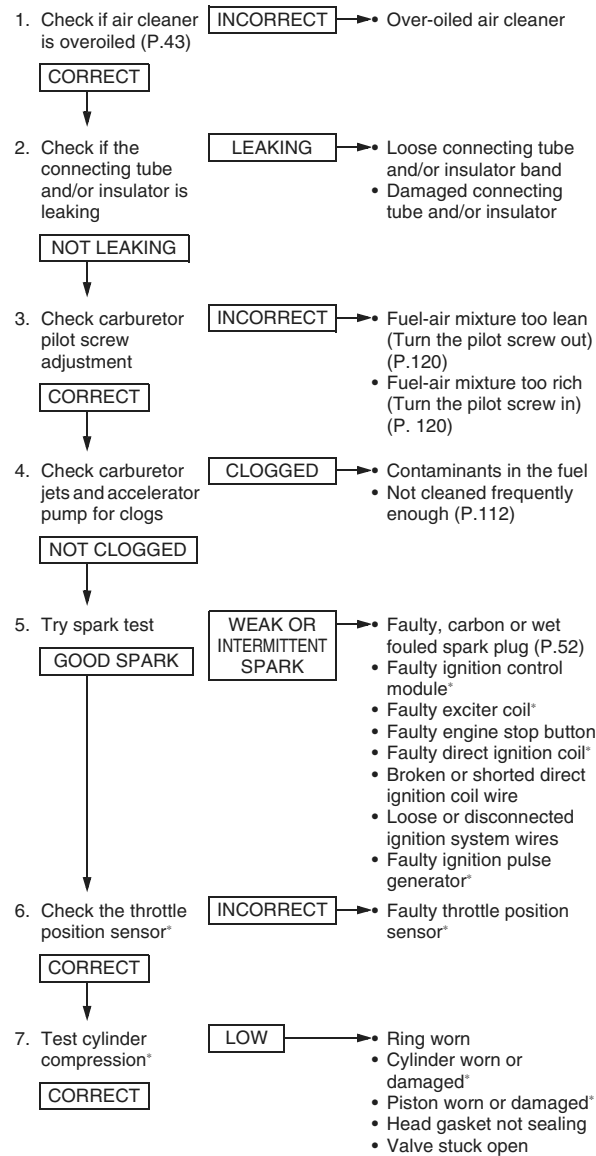 1. Check if air cleaner
is overoiled (P.43)
INCORRECT
• Over-oiled air cleaner
CORRECT
2. Check if the
connecting tube
and/or insulator is
leaking
LEAKING
• Loose connecting tube
and/or insulator band
• Damaged connecting
tube and/or insulator
NOT LEAKING
3. Check carburetor
pilot screw
adjustment
INCORRECT
• Fuel-air mixture too lean
(Turn the pilot screw out)
(P.120)
• Fuel-air mixture too rich
(Turn the pilot screw in)
(P. 120)
CORRECT
4. Check carburetor
jets and accelerator
pump for clogs
CLOGGED
• Contaminants in the fuel
• Not cleaned frequently
enough (P.112)
NOT CLOGGED
5. Try spark test
WEAK OR
INTERMITTENT
SPARK
• Faulty, carbon or wet
fouled spark plug (P.52)
• Faulty ignition control
module*
• Faulty exciter coil*
• Faulty engine stop button
• Faulty direct ignition coil*
• Broken or shorted direct
ignition coil wire
• Loose or disconnected
ignition system wires
• Faulty ignition pulse
generator*
GOOD SPARK
6. Check the throttle
position sensor*
INCORRECT
• Faulty throttle position
sensor*
CORRECT
7. Test cylinder
compression*
LOW
• Ring worn
• Cylinder worn or
damaged*
• Piston worn or damaged*
• Head gasket not sealing
• Valve stuck open
CORRECT